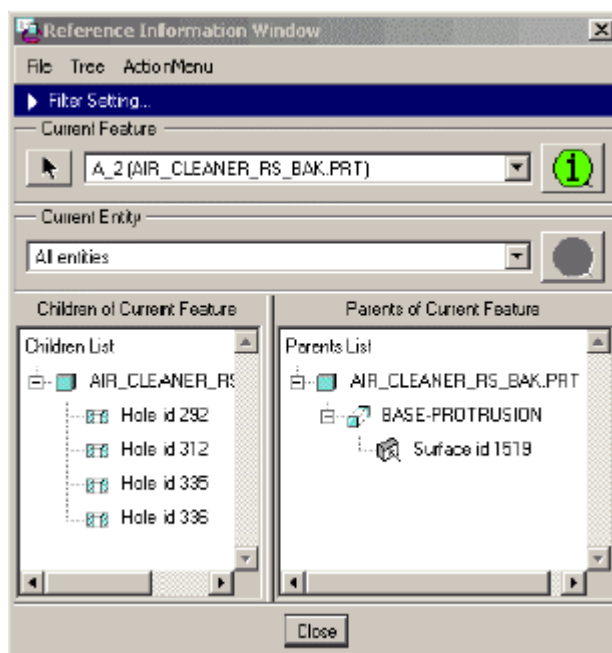 Reference Information Window
File Tree ActionMenu
Filter Setting...
Current Feature
A_2 (AIR_CLEANER_RS_BAK.PRT)
Current Entity
All entities
Children of Current Feature
Children List
AIR_CLEANER_RS
Hole id 292
Hole id 312
Hole id 335
Hole id 336
Parents of Current Feature
Parents List
AIR_CLEANER_RS_BAK.PRT
BASE-PROTRUSION
Surface id 1519
Close